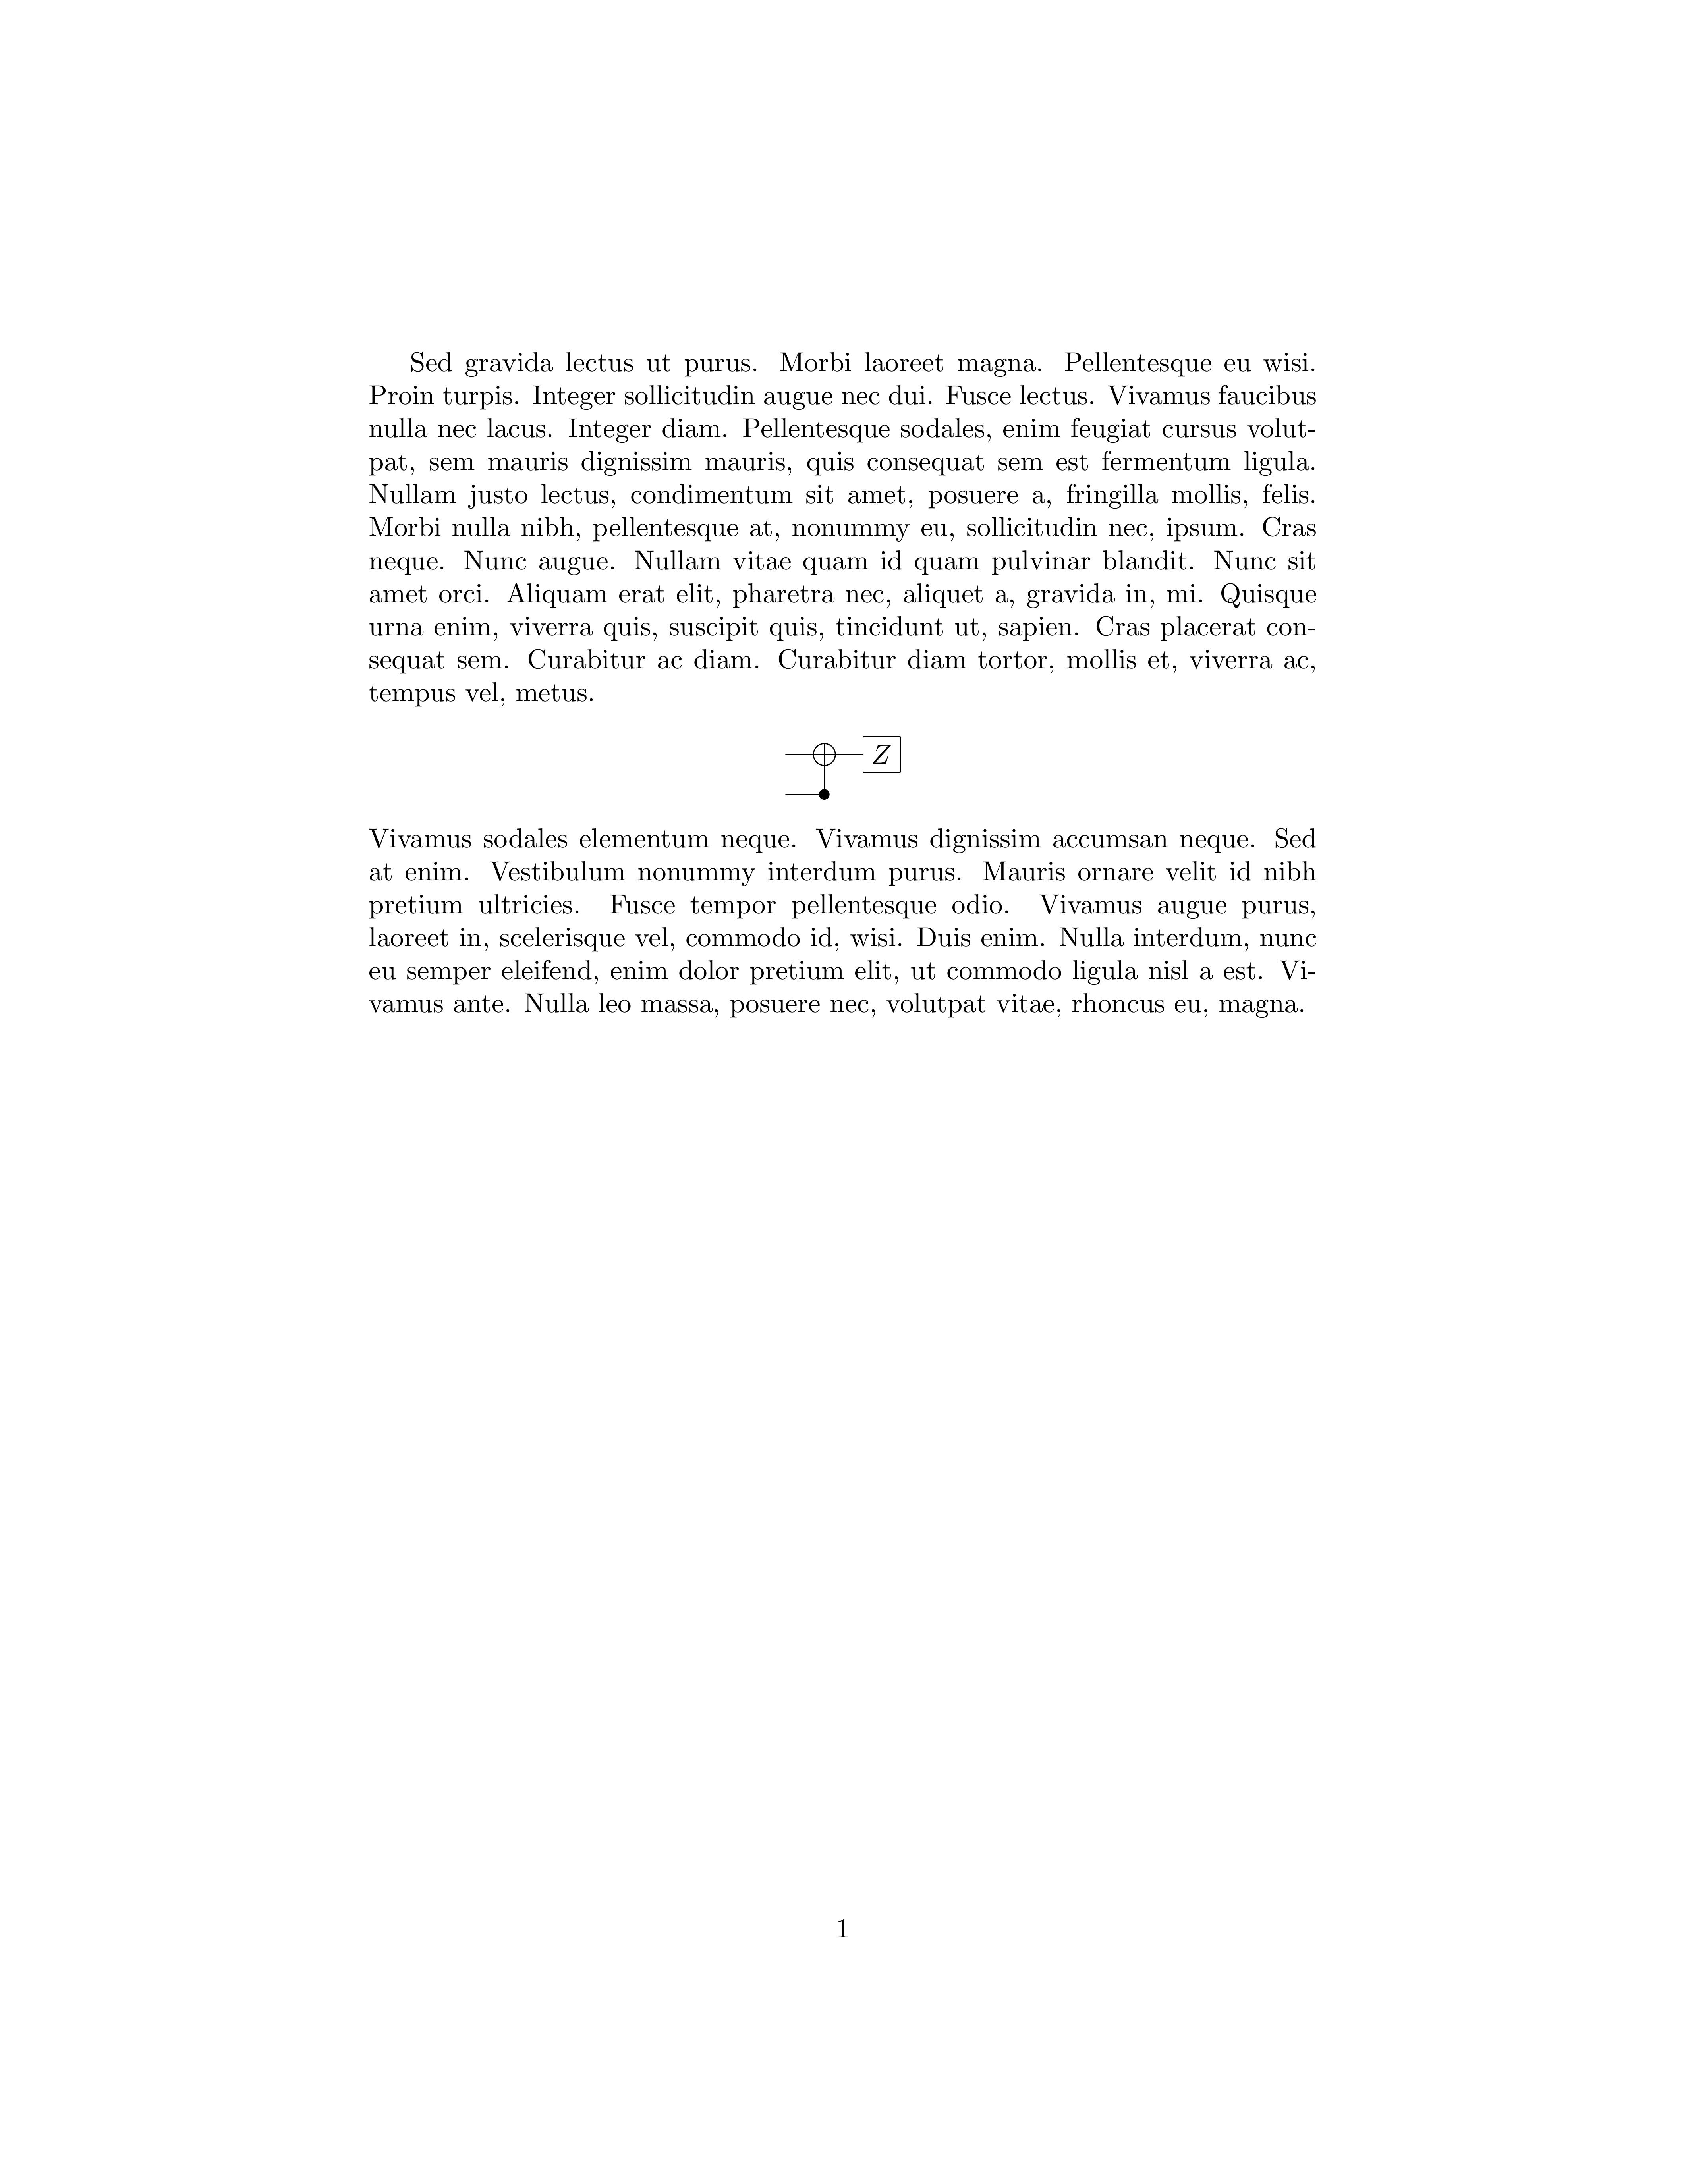 Sed gravida lectus ut purus. Morbi laoreet magna. Pellentesque eu wisi.
Proin turpis. Integer sollicitudin augue nec dui. Fusce lectus. Vivamus faucibus
nulla nec lacus. Integer diam. Pellentesque sodales, enim feugiat cursus volut-
pat, sem mauris dignissim mauris, quis consequat sem est fermentum ligula.
Nullam justo lectus, condimentum sit amet, posuere a, fringilla mollis, felis.
Morbi nulla nibh, pellentesque at, nonummy eu, sollicitudin nec, ipsum. Cras
neque. Nunc augue. Nullam vitae quam id quam pulvinar blandit. Nunc sit
amet orci. Aliquam erat elit, pharetra nec, aliquet a, gravida in, mi. Quisque
urna enim, viverra quis, suscipit quis, tincidunt ut, sapien. Cras placerat con-
sequat sem. Curabitur ac diam. Curabitur diam tortor, mollis et, viverra ac,
tempus vel, metus.
Z
Vivamus sodales elementum neque. Vivamus dignissim accumsan neque. Sed
at enim. Vestibulum nonummy interdum purus. Mauris ornare velit id nibh
pretium ultricies. Fusce tempor pellentesque odio. Vivamus augue purus,
laoreet in, scelerisque vel, commodo id, wisi. Duis enim. Nulla interdum, nunc
eu semper eleifend, enim dolor pretium elit, ut commodo ligula nisl a est. Vi-
vamus ante. Nulla leo massa, posuere nec, volutpat vitae, rhoncus eu, magna.
1